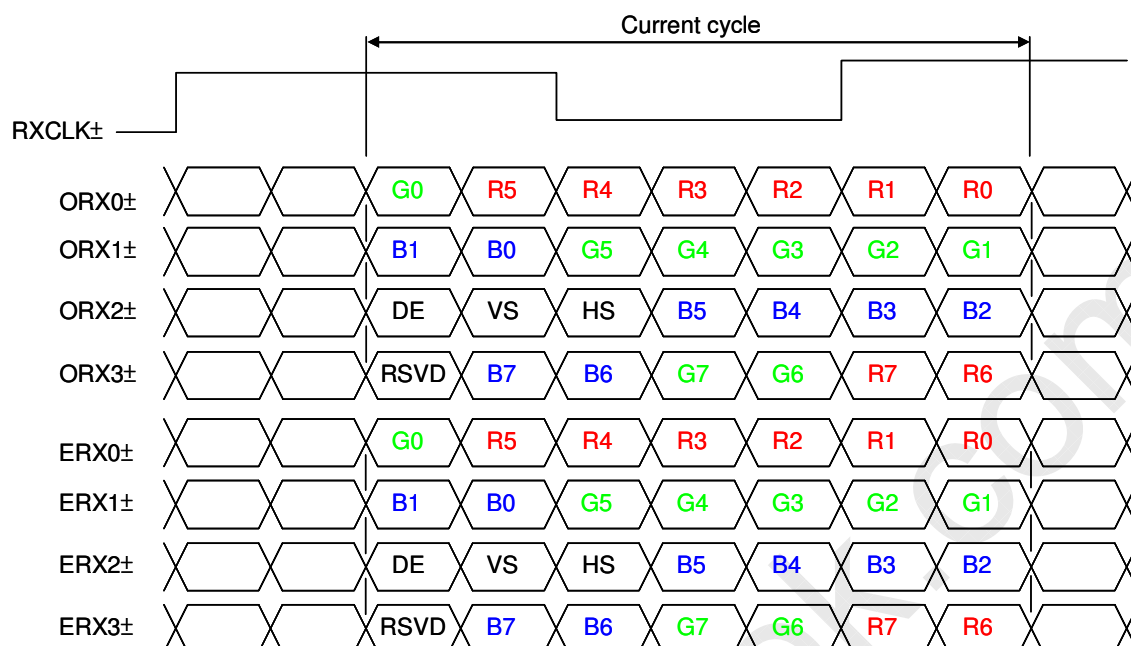 Current cycle
RXCLK±
ORX0± G0 R5 R4 R3 R2 R1 R0
ORX1± B1 B0 G5 G4 G3 G2 G1
ORX2± DE VS HS B5 B4 B3 B2
ORX3± RSVD B7 B6 G7 G6 R7 R6
ERX0± G0 R5 R4 R3 R2 R1 R0
ERX1± B1 B0 G5 G4 G3 G2 G1
ERX2± DE VS HS B5 B4 B3 B2
ERX3± RSVD B7 B6 G7 G6 R7 R6